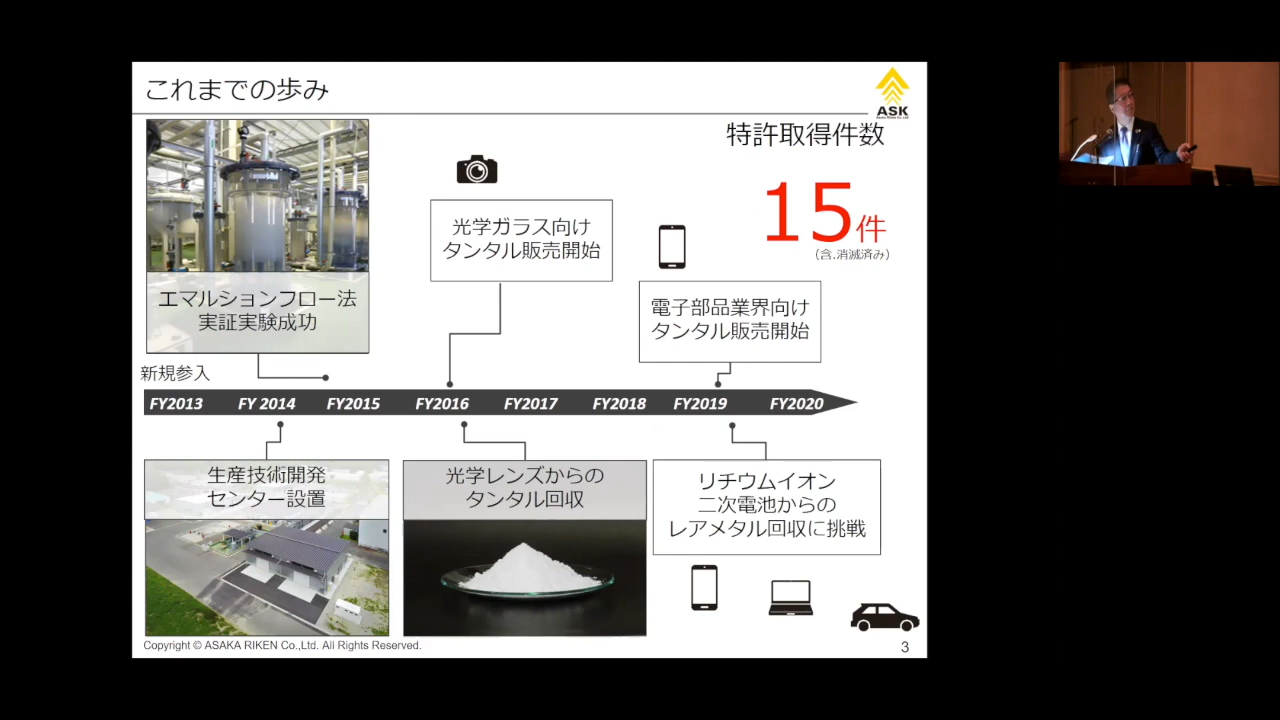 これまでの歩み
ASK
Asaka Riken Co., Ltd.
特許取得件数
15件
(含.消滅済み)
光学ガラス向け
タンタル販売開始
電子部品業界向け
タンタル販売開始
エマルションフロー法
実証実験成功
新規参入
FY2013 FY 2014 FY2015 FY2016 FY2017 FY2018 FY2019 FY2020
生産技術開発
センター設置
光学レンズからの
タンタル回収
リチウムイオン
二次電池からの
レアメタル回収に挑戦
Copyright © ASAKA RIKEN Co.,Ltd. All Rights Reserved.
3